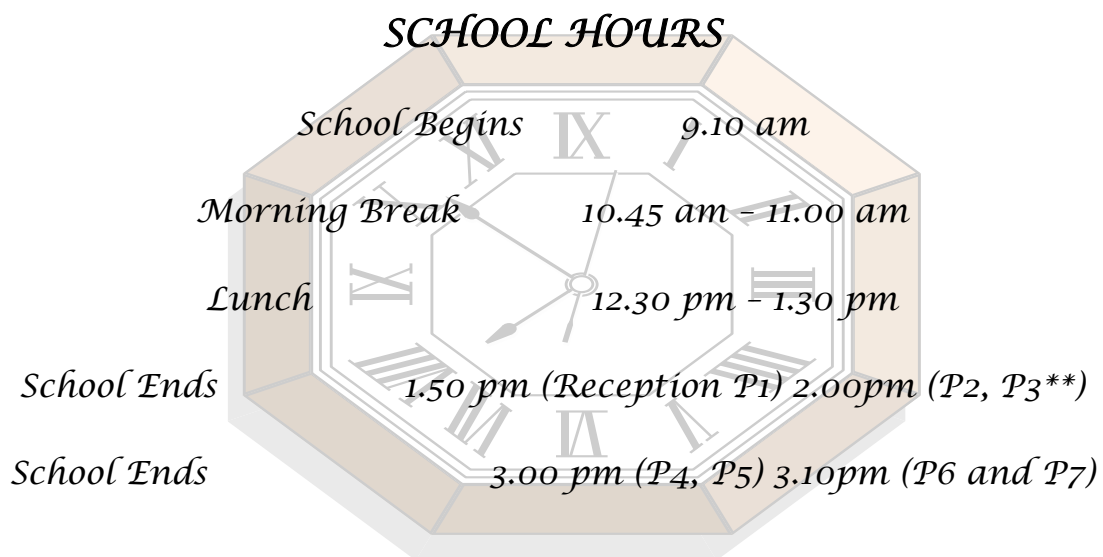 SCHOOL HOURS
School Begins 9.10 am
Morning Break 10.45 am – 11.00 am
Lunch 12.30 pm – 1.30 pm
School Ends 1.50 pm (Reception P1) 2.00pm (P2, P3**)
School Ends 3.00 pm (P4, P5) 3.10pm (P6 and P7)